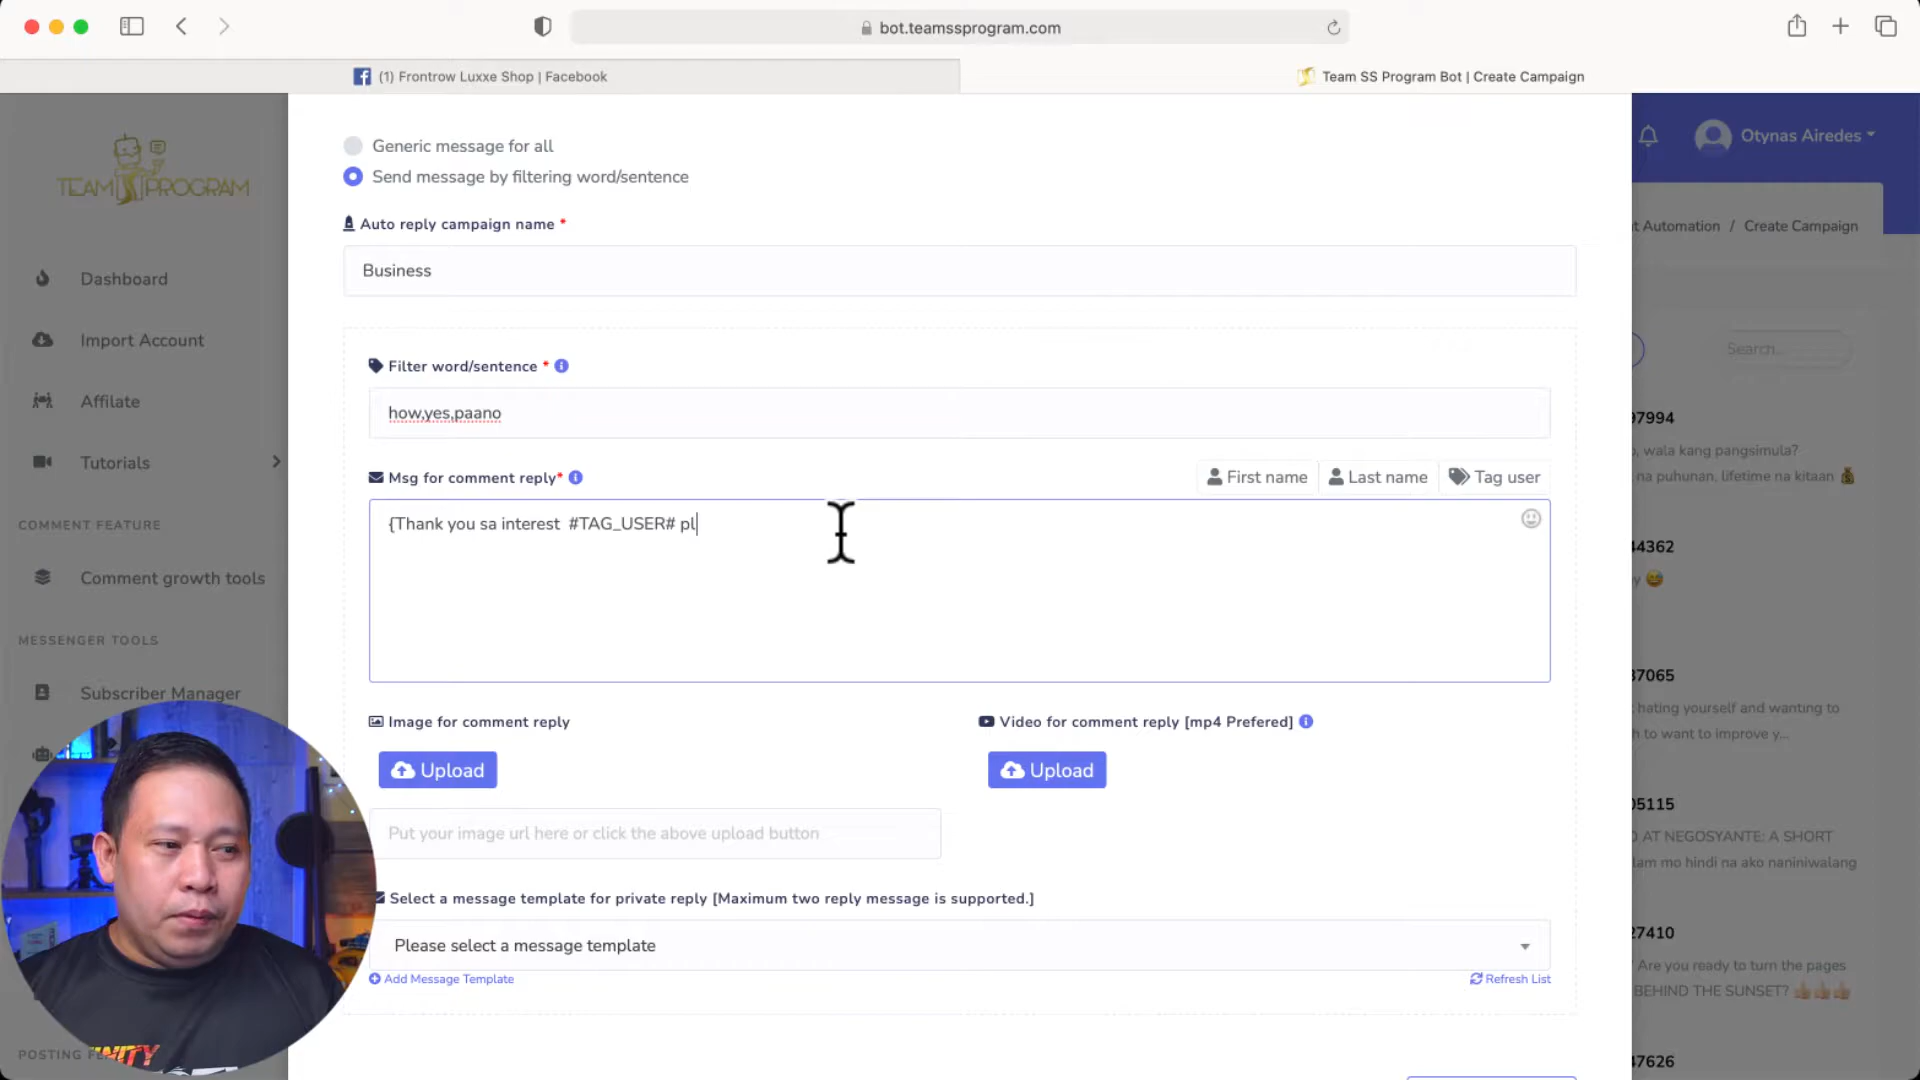 bot.teamssprogram.com
(1) Frontrow Luxxe Shop | Facebook
Team SS Program Bot | Create Campaign
TEAM PROGRAM
Otynas Airedes
t Automation / Create Campaign
Dashboard
Import Account
Affilate
Tutorials
COMMENT FEATURE
Comment growth tools
MESSENGER TOOLS
Subscriber Manager
Generic message for all
Send message by filtering word/sentence
Auto reply campaign name *
Business
Filter word/sentence *
how,yes,paano
Msg for comment reply*
First name
Last name
Tag user
{Thank you sa interest  #TAG_USER# pl
Image for comment reply
Upload
Put your image url here or click the above upload button
Video for comment reply [mp4 Prefered]
Upload
Select a message template for private reply [Maximum two reply message is supported.]
Please select a message template
Add Message Template
Refresh List
Search...
97994
, wala kang pangsimula?
na puhunan, lifetime na kitaan 💰
44362
y 😅
37065
hating yourself and wanting to
h to want to improve y...
05115
O AT NEGOSYANTE: A SHORT
lam mo hindi na ako naniniwalang
27410
Are you ready to turn the pages
BEHIND THE SUNSET? 👍🏼👍🏼👍🏼
47626